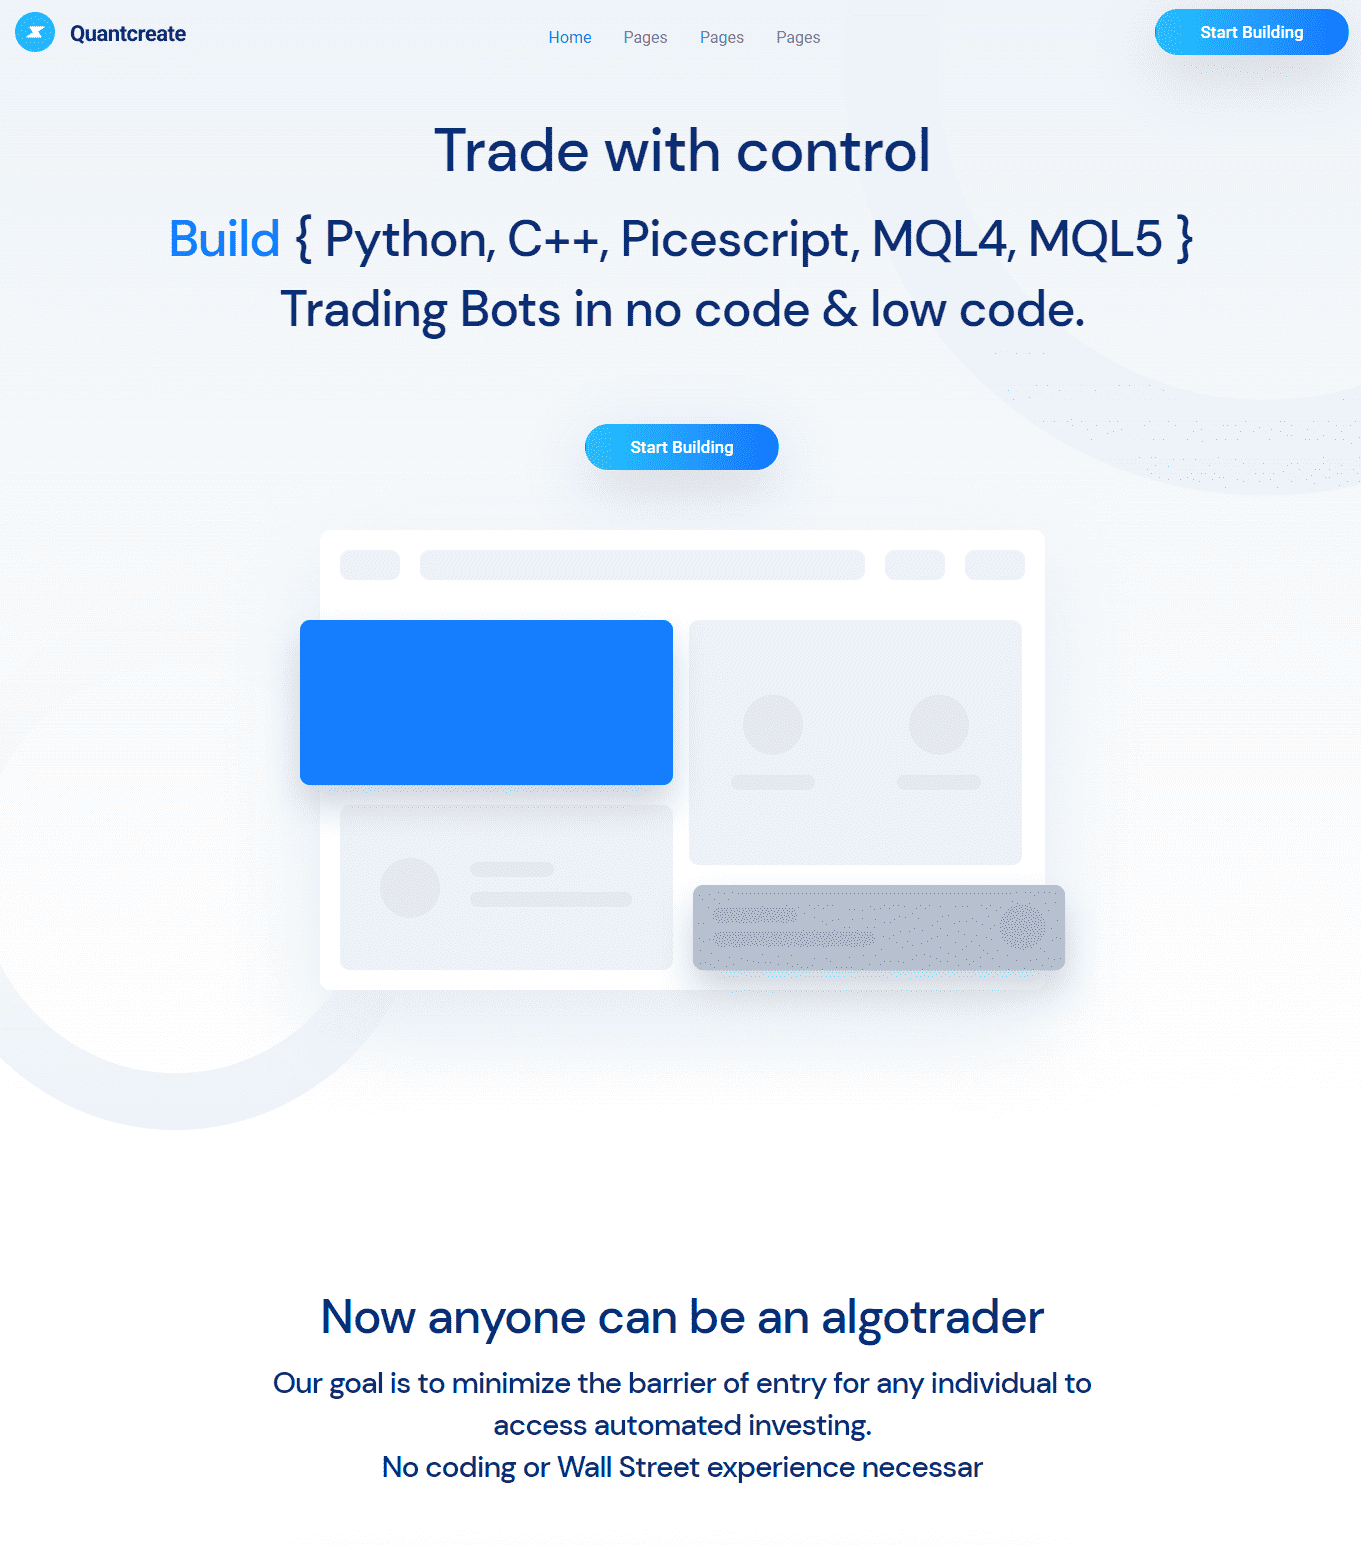 Quantcreate
Home Pages Pages Pages
Start Building
Trade with control
Build { Python, C++, Picescript, MQL4, MQL5 }
Trading Bots in no code & low code.
Start Building
Now anyone can be an algotrader
Our goal is to minimize the barrier of entry for any individual to
access automated investing.
No coding or Wall Street experience necessar